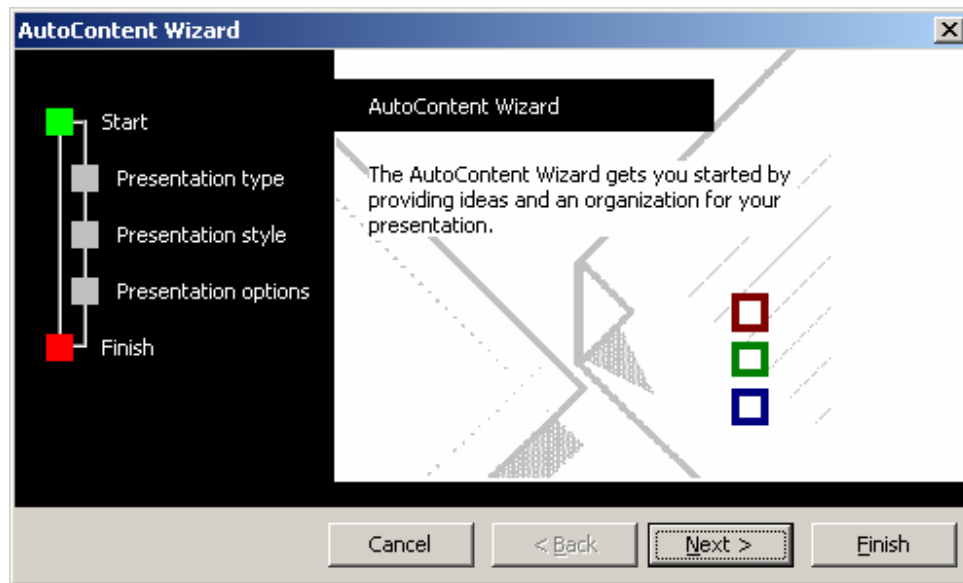 AutoContent Wizard
Start
Presentation type
Presentation style
Presentation options
Finish
AutoContent Wizard
The AutoContent Wizard gets you started by
providing ideas and an organization for your
presentation.
Cancel
< Back
Next >
Finish